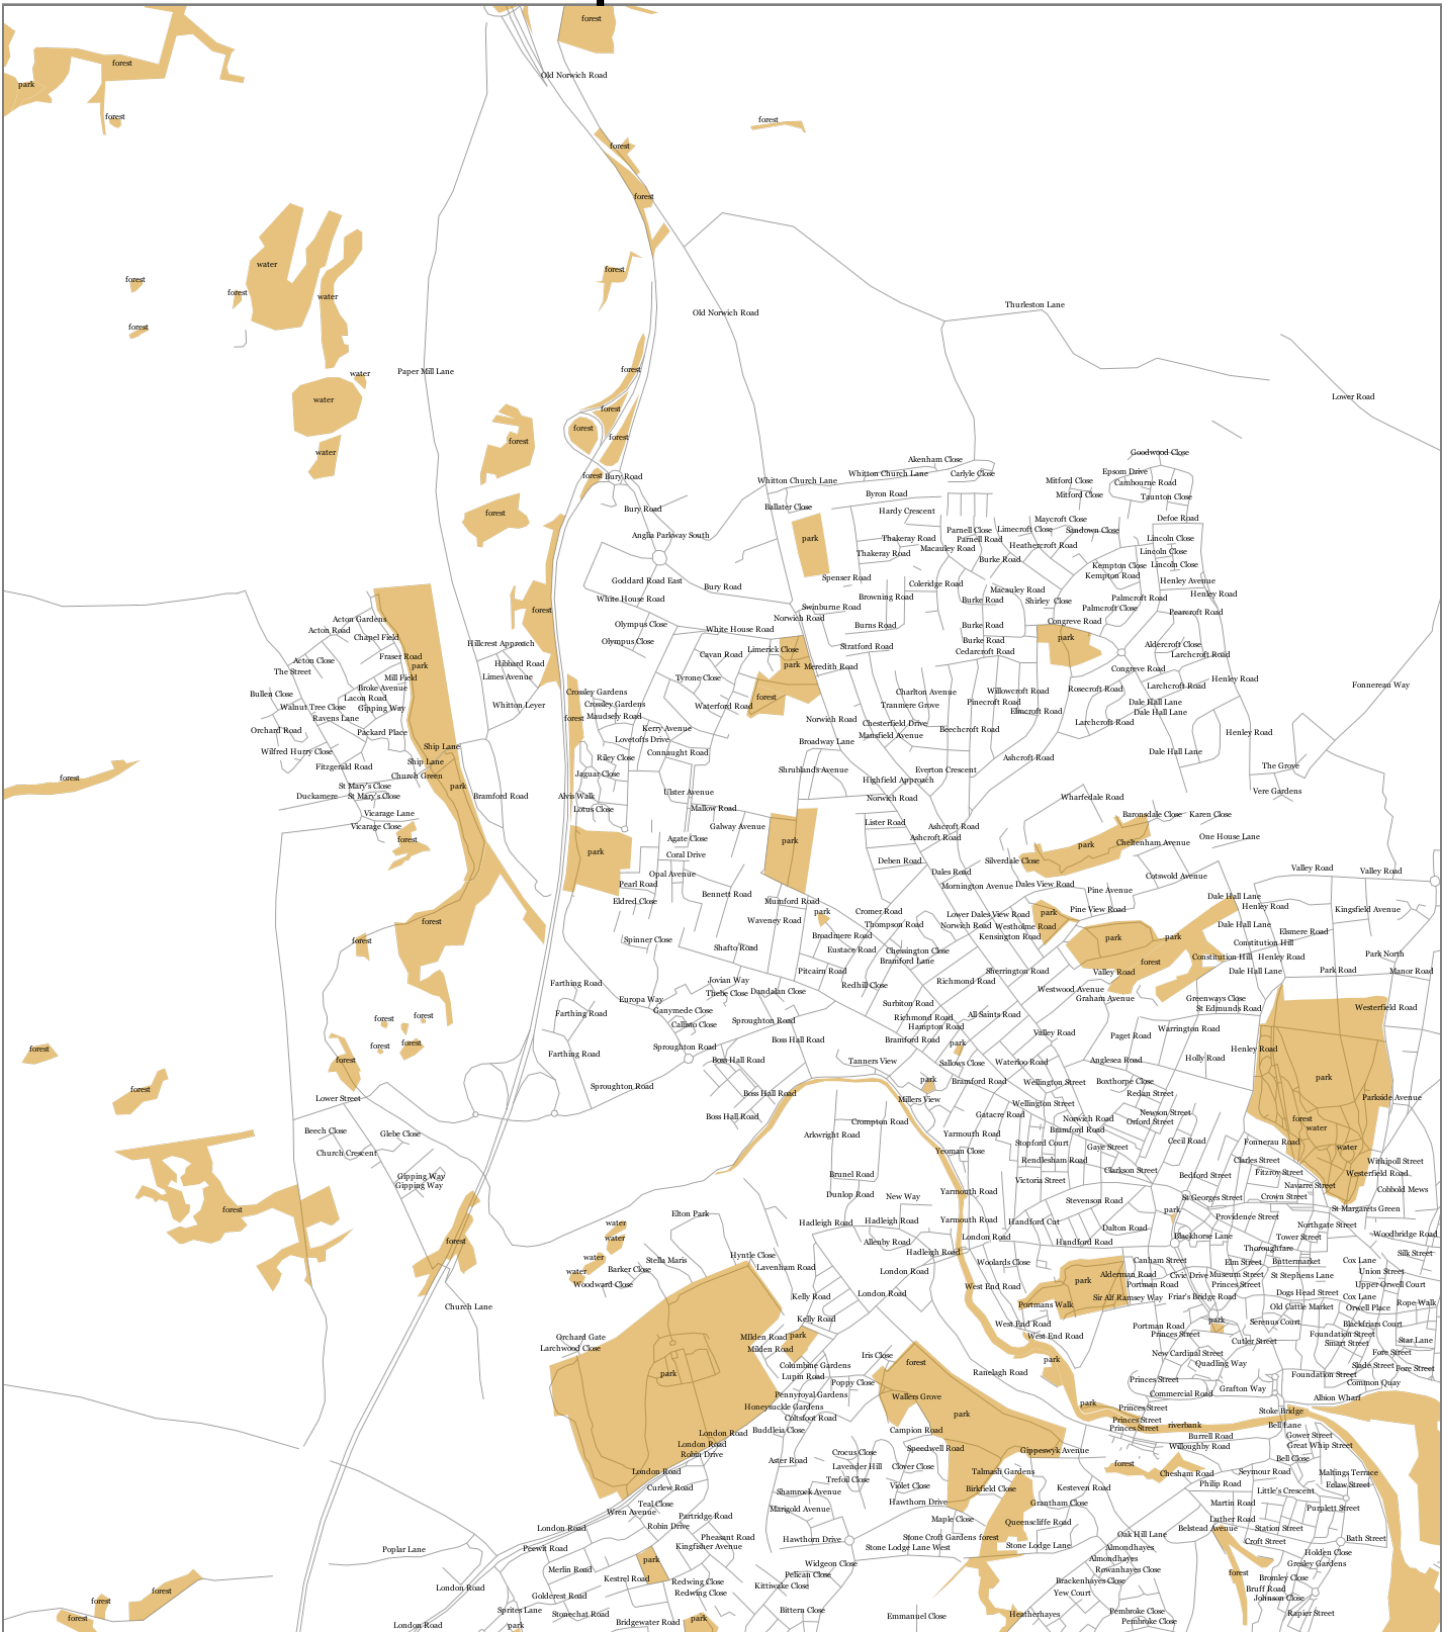 forest
Old Norwich Road
forest
park
forest
forest
forest
forest
forest
water
forest
forest
forest
water
Thurleston Lane
Old Norwich Road
forest
forest
water
Paper Mill Lane
water
Lower Road
forest
forest
forest
forest
water
Goodwood Close
Akenham Close
Whitton Church Lane
Carlyle Close
Epsom Drive
forest
Bury Road
Whitton Church Lane
Mitford Close
Cambourne Road
Byron Road
Mitford Close
Taunton Close
Ballater Close
Bury Road
Hardy Crescent
forest
Maycroft Close
Defoe Road
Parnell Close
Limecroft Close
Sandown Close
Anglia Parkway South
park
Thakeray Road
Parnell Road
Lincoln Close
Macauley Road
Heathercroft Road
Thakeray Road
Lincoln Close
Burke Road
Kempton Close
Lincoln Close
Goddard Road East
Spenser Road
Kempton Road
Bury Road
Coleridge Road
Henley Avenue
Macauley Road
White House Road
Browning Road
Burke Road
Shirley Close
Palmcroft Road
Henley Road
forest
Swinburne Road
Palmcroft Close
Pearcroft Road
Acton Gardens
Norwich Road
Congreve Road
Olympus Close
White House Road
Burns Road
Burke Road
Acton Road
Chapel Field
Hillcrest Approach
Olympus Close
Burke Road
park
Stratford Road
Aldercroft Close
Limerick Close
Cedarcroft Road
Cavan Road
Larchcroft Road
Fraser Road
Acton Close
park
Hibbard Road
park
Meredith Road
Congreve Road
The Street
Mill Field
Limes Avenue
Tyrone Close
Henley Road
Broke Avenue
Rosecroft Road
Larchcroft Road
Fonnereau Way
Bullen Close
Crossley Gardens
Charlton Avenue
Willowcroft Road
Lacon Road
forest
Walnut Tree Close
Gipping Way
Whitton Leyer
Crossley Gardens
Waterford Road
Tranmere Grove
Pinecroft Road
Dale Hall Lane
Ravens Lane
forest
Maudsely Road
Norwich Road
Elmcroft Road
Dale Hall Lane
Orchard Road
Packard Place
Kerry Avenue
Chesterfield Drive
Beechcroft Road
Larchcroft Road
Henley Road
Lovetofts Drive
Broadway Lane
Mansfield Avenue
Wilfred Hurry Close
Ship Lane
Riley Close
Connaught Road
Dale Hall Lane
Ship Lane
Ashcroft Road
Fitzgerald Road
Church Green
Jaguar Close
Shrublands Avenue
Everton Crescent
The Grove
forest
St Mary's Close
park
Highfield Approach
Duckamere
St Mary's Close
Bramford Road
Alvis Walk
Ulster Avenue
Norwich Road
Wharfedale Road
Vere Gardens
Vicarage Lane
Lotus Close
Mallow Road
Baronsdale Close
Karen Close
Vicarage Close
Galway Avenue
Lister Road
Ashcroft Road
forest
Agate Close
park
Ashcroft Road
park
Cheltenham Avenue
One House Lane
park
Coral Drive
Deben Road
Silverdale Close
Valley Road
Valley Road
Opal Avenue
Dales Road
Cotswold Avenue
Pearl Road
Mornington Avenue
Dales View Road
Pine Avenue
Bennett Road
Dale Hall Lane
Eldred Close
Mumford Road
Henley Road
Kingsfield Avenue
park
Cromer Road
Lower Dales View Road
park
Pine View Road
forest
Waveney Road
Thompson Road
Norwich Road
Westholme Road
Dale Hall Lane
Elsmere Road
Spinner Close
Broadmere Road
Kensington Road
park
park
Constitution Hill
forest
Shafto Road
Eustace Road
Chessington Close
Park North
Bramford Lane
forest
Constitution Hill
Henley Road
Pitcairn Road
Sherrington Road
Valley Road
Dale Hall Lane
Park Road
Manor Road
Farthing Road
Jovian Way
Redhill Close
Richmond Road
Thebe Close
Dandalan Close
Westwood Avenue
Europa Way
Graham Avenue
Greenways Close
Farthing Road
Ganymede Close
Surbiton Road
St Edmunds Road
Westerfield Road
forest
forest
Callisto Close
Sproughton Road
Richmond Road
All Saints Road
Hampton Road
Valley Road
Warrington Road
Boss Hall Road
Bramford Road
Paget Road
forest
forest
forest
Sproughton Road
park
Henley Road
Farthing Road
forest
Boss Hall Road
Tanners View
Sallows Close
Waterloo Road
Anglesea Road
Holly Road
park
forest
Sproughton Road
park
Bramford Road
Wellington Street
Boxthorpe Close
Lower Street
Boss Hall Road
Millers View
Redan Street
Parkside Avenue
Wellington Street
Boss Hall Road
Gatacre Road
Newson Street
Norwich Road
Crompton Road
Orford Street
forest
Beech Close
Glebe Close
Arkwright Road
Yarmouth Road
Bramford Road
water
Church Crescent
Yeoman Close
Stopford Court
Gaye Street
Cecil Road
Fonnerau Road
water
Rendlesham Road
Clarles Street
Withipoll Street
Gipping Way
Brunel Road
Clarkson Street
Bedford Street
Fitzroy Street
Westerfield Road
Gipping Way
Victoria Street
Navarre Street
Cobbold Mews
Dunlop Road
New Way
Yarmouth Road
Stevenson Road
St Georges Street
Crown Street
forest
Elton Park
park
St Margarets Green
water
Hadleigh Road
Hadleigh Road
Yarmouth Road
Handford Cut
Providence Street
Dalton Road
Northgate Street
water
Allenby Road
London Road
Handford Road
Blackhorse Lane
Tower Street
Woodbridge Road
forest
Hadleigh Road
Thoroughfare
Silk Street
water
Stella Maris
Hyntle Close
Woolards Close
Canham Street
Elm Street
Buttermarket
Cox Lane
water
Barker Close
Lavenham Road
London Road
Alderman Road
Civic Drive
Museum Street
St Stephens Lane
Union Street
Woodward Close
West End Road
park
Portman Road
Princes Street
Upper Orwell Court
Kelly Road
London Road
Sir Alf Ramsey Way
Friar's Bridge Road
Dogs Head Street
Cox Lane
Church Lane
Portmans Walk
Old Cattle Market
Orwell Place
Rope Walk
Kelly Road
West End Road
park
Serenus Court
Blackfriars Court
Orchard Gate
Milden Road
park
West End Road
Portman Road
Princes Street
Foundation Street
Star Lane
Larchwood Close
Milden Road
Cutler Street
Smart Street
Iris Close
New Cardinal Street
Fore Street
Columbine Gardens
forest
park
Quadling Way
Slade Street
Fore Street
park
Lupin Road
Ranelagh Road
Foundation Street
Poppy Close
Princes Street
Common Quay
Pennyroyal Gardens
Wallers Grove
Commercial Road
Grafton Way
Albion Wharf
Honeysuckle Gardens
park
park
Princes Street
Stoke Bridge
Coltsfoot Road
Princes Street
riverbank
Bell Lane
London Road
Buddleia Close
Campion Road
Princes Street
Burrell Road
Gower Street
London Road
Speedwell Road
Gippeswyk Avenue
Willoughby Road
Great Whip Street
Robin Drive
Crocus Close
Bell Close
Aster Road
Lavender Hill
Clover Close
forest
London Road
Trefoil Close
Talmash Gardens
Chesham Road
Seymour Road
Maltings Terrace
Curlew Road
Violet Close
Birkfield Close
Kesteven Road
Philip Road
Felaw Street
Shamrock Avenue
Little's Crescent
Teal Close
Hawthorn Drive
Grantham Close
Martin Road
Wren Avenue
Partridge Road
Marigold Avenue
Purplett Street
Maple Close
Queenscliffe Road
Luther Road
London Road
Robin Drive
Belstead Avenue
Station Street
Pheasant Road
Hawthorn Drive
Stone Croft Gardens
forest
Oak Hill Lane
Croft Street
Bath Street
Peewit Road
Kingfisher Avenue
Stone Lodge Lane West
Stone Lodge Lane
Almondhayes
Holden Close
Poplar Lane
park
Widgeon Close
Almondhayes
Gresley Gardens
Merlin Road
Pelican Close
Rowanhayes Close
forest
Bromley Close
Kestrel Road
Redwing Close
Kittiwake Close
Brackenhayes Close
London Road
Redwing Close
Yew Court
Bruff Road
forest
Goldcrest Road
Johnson Close
forest
Sprites Lane
Stonechat Road
Bittern Close
Emmanuel Close
Heatherhayes
Pembroke Close
Rapier Street
forest
London Road
park
Bridgewater Road
park
Pembroke Close